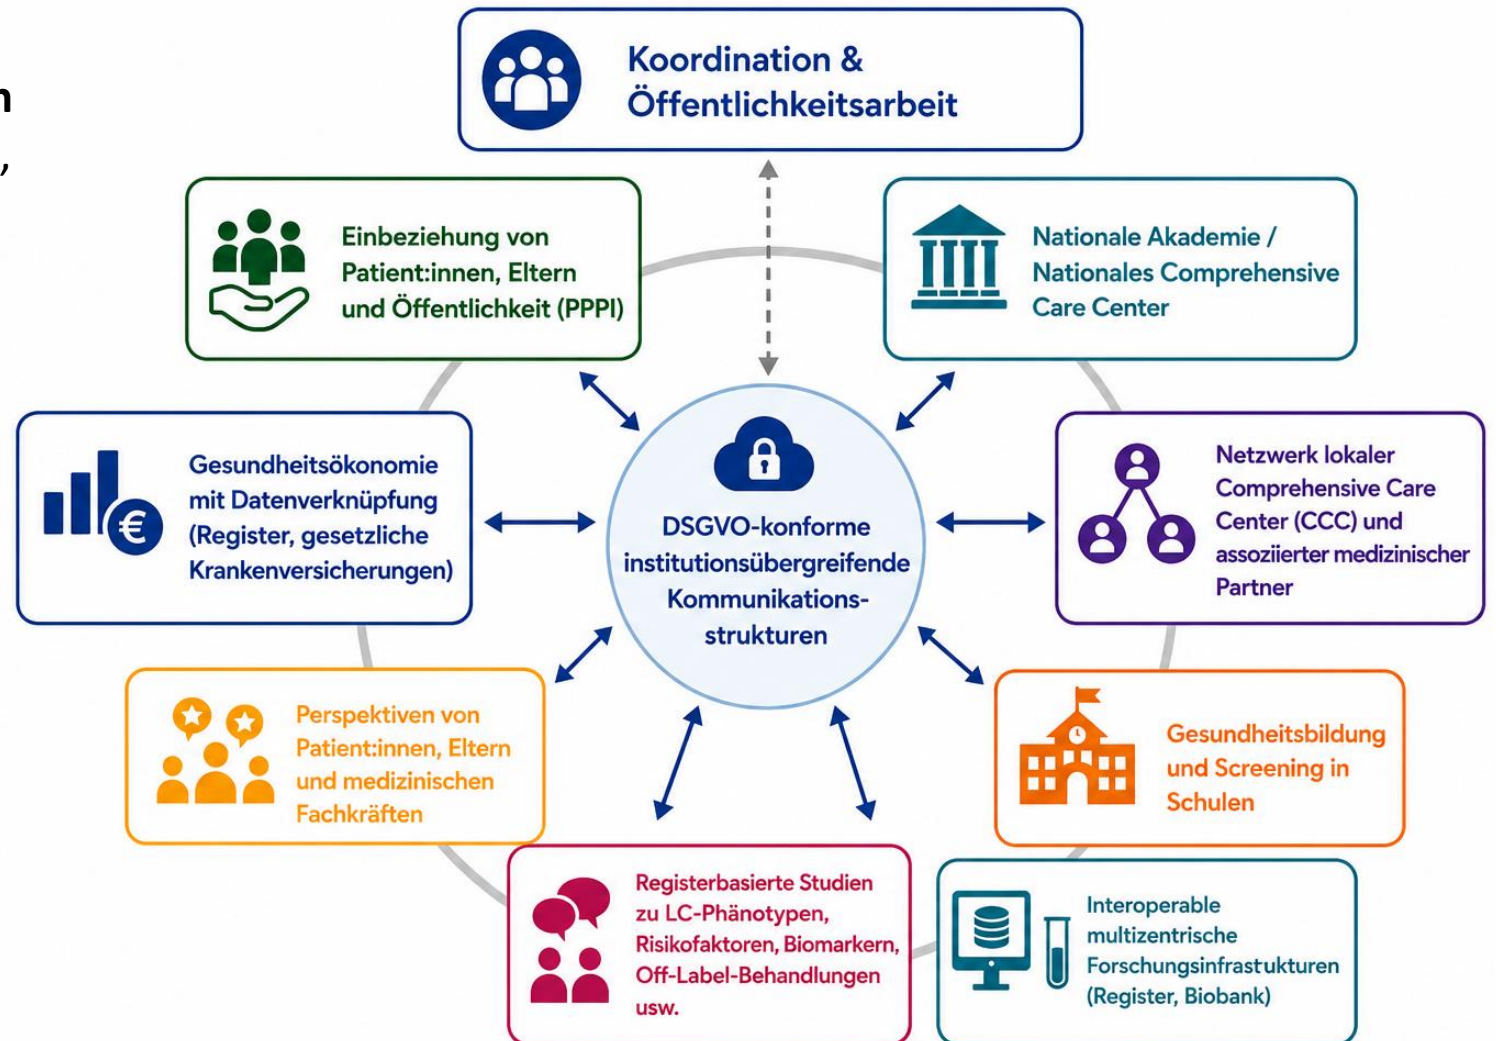 Koordination &
Öffentlichkeitsarbeit
n
,
Einbeziehung von
Patient:innen, Eltern
und Öffentlichkeit (PPPI)
Nationale Akademie /
Nationales Comprehensive
Care Center
Gesundheitsökonomie
mit Datenverknüpfung
(Register, gesetzliche
Krankenversicherungen)
€
DSGVO-konforme
institutionsübergreifende
Kommunikations-
strukturen
Netzwerk lokaler
Comprehensive Care
Center (CCC) und
assoziierter medizinischer
Partner
Perspektiven von
Patient:innen, Eltern
und medizinischen
Fachkräften
Gesundheitsbildung
und Screening in
Schulen
Registerbasierte Studien
zu LC-Phänotypen,
Risikofaktoren, Biomarkern,
Off-Label-Behandlungen
usw.
Interoperable
multizentrische
Forschungsinfrastukturen
(Register, Biobank)